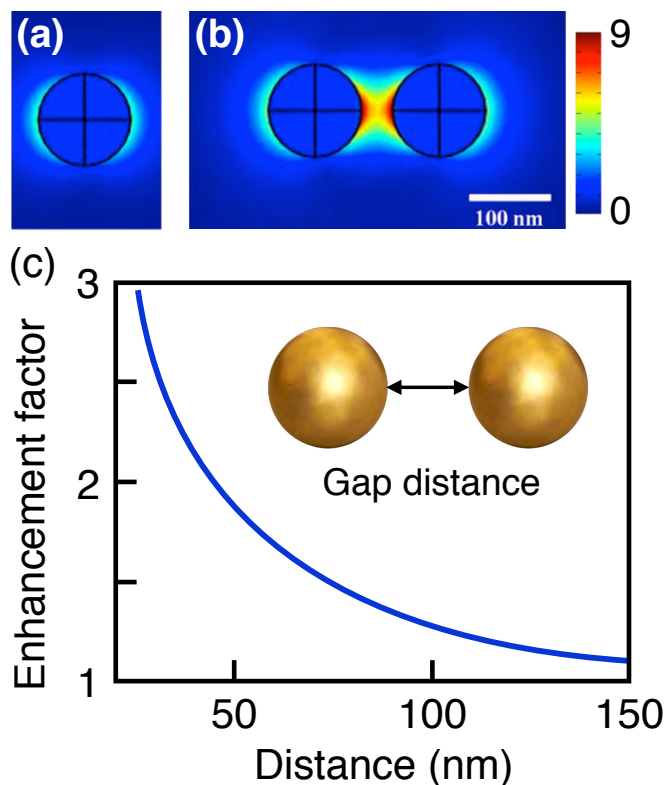 (a)
(b)
9
0
100 nm
(c)
3
2
1
Enhancement factor
Gap distance
50
100
150
Distance (nm)